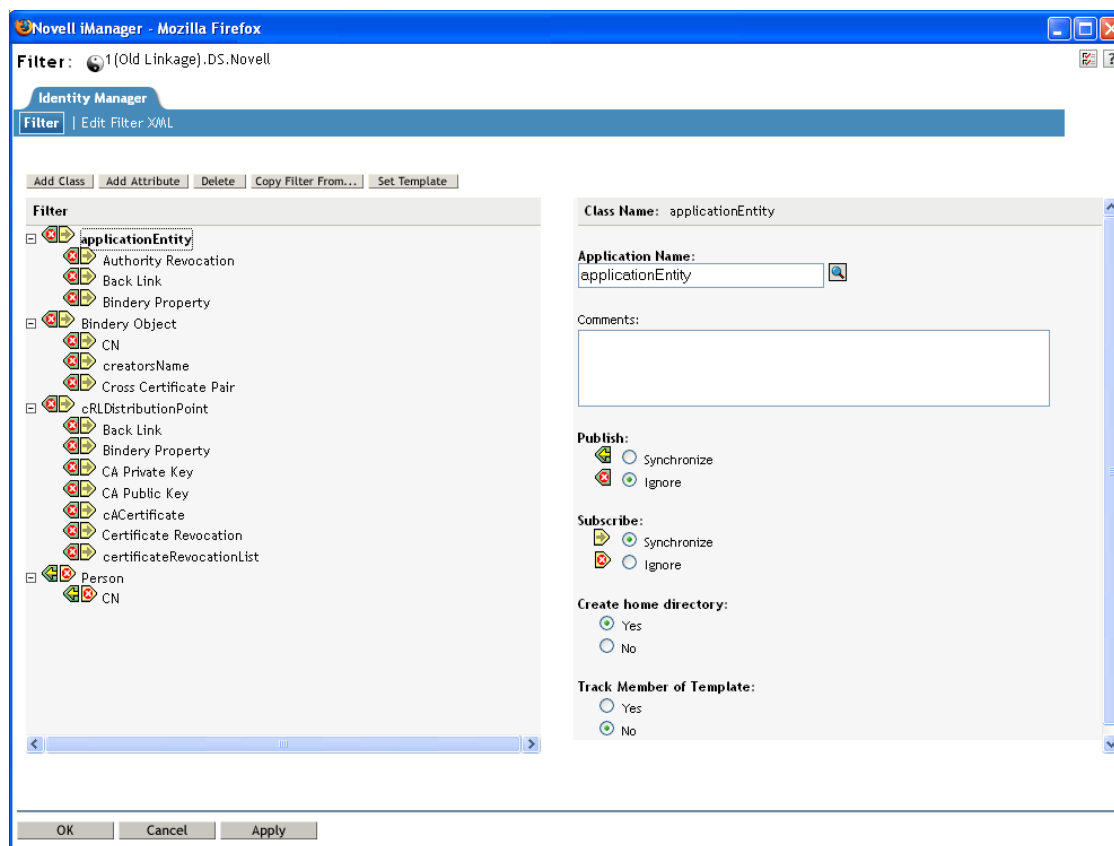 Novell iManager - Mozilla Firefox
Filter: 1(Old Linkage).DS.Novell
?
Identity Manager
Filter | Edit Filter XML
Add Class Add Attribute Delete Copy Filter From... Set Template
Filter
applicationEntity
Authority Revocation
Back Link
Bindery Property
Bindery Object
CN
creatorsName
Cross Certificate Pair
cRLDistributionPoint
Back Link
Bindery Property
CA Private Key
CA Public Key
cACertificate
Certificate Revocation
certificateRevocationList
Person
CN
Class Name: applicationEntity
Application Name:
applicationEntity
Comments:
Publish:
Synchronize
Ignore
Subscribe:
Synchronize
Ignore
Create home directory:
Yes
No
Track Member of Template:
Yes
No
OK Cancel Apply